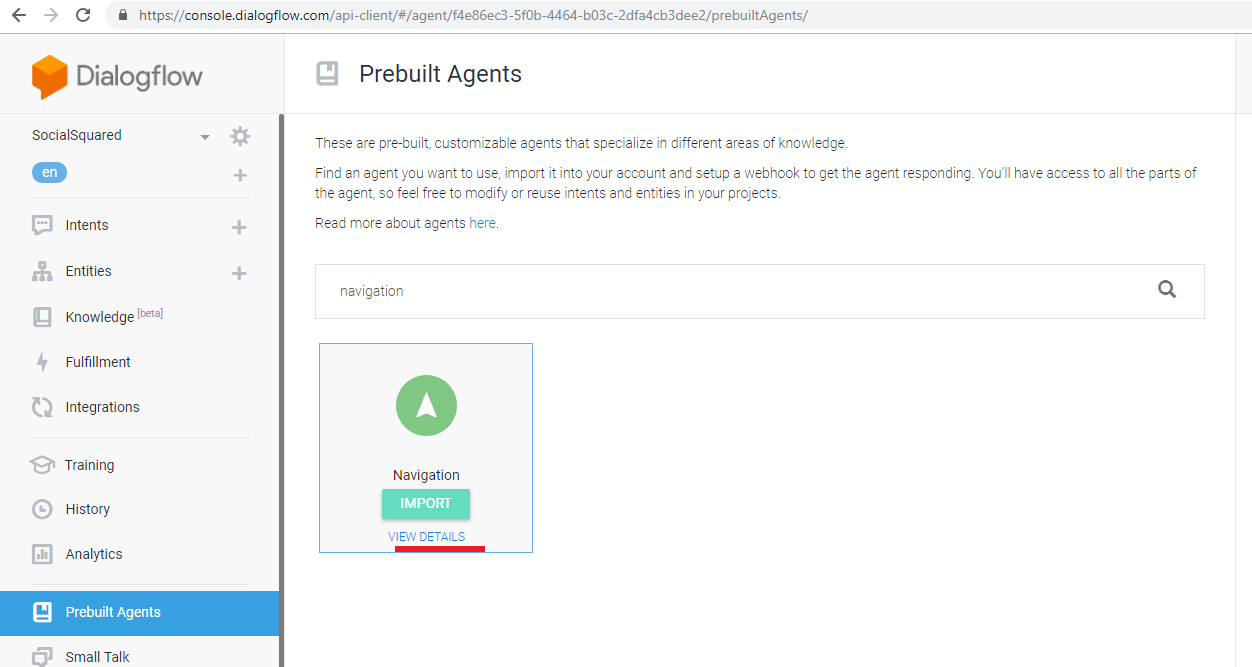 https://console.dialogflow.com/api-client/#/agent/f4e86ec3-5f0b-4464-b03c-2dfa4cb3dee2/prebuiltAgents/
Dialogflow
SocialSquared
en
Intents
Entities
Knowledge [beta]
Fulfillment
Integrations
Training
History
Analytics
Prebuilt Agents
Small Talk
Prebuilt Agents
These are pre-built, customizable agents that specialize in different areas of knowledge.
Find an agent you want to use, import it into your account and setup a webhook to get the agent responding. You'll have access to all the parts of
the agent, so feel free to modify or reuse intents and entities in your projects.
Read more about agents here.
navigation
Navigation
IMPORT
VIEW DETAILS